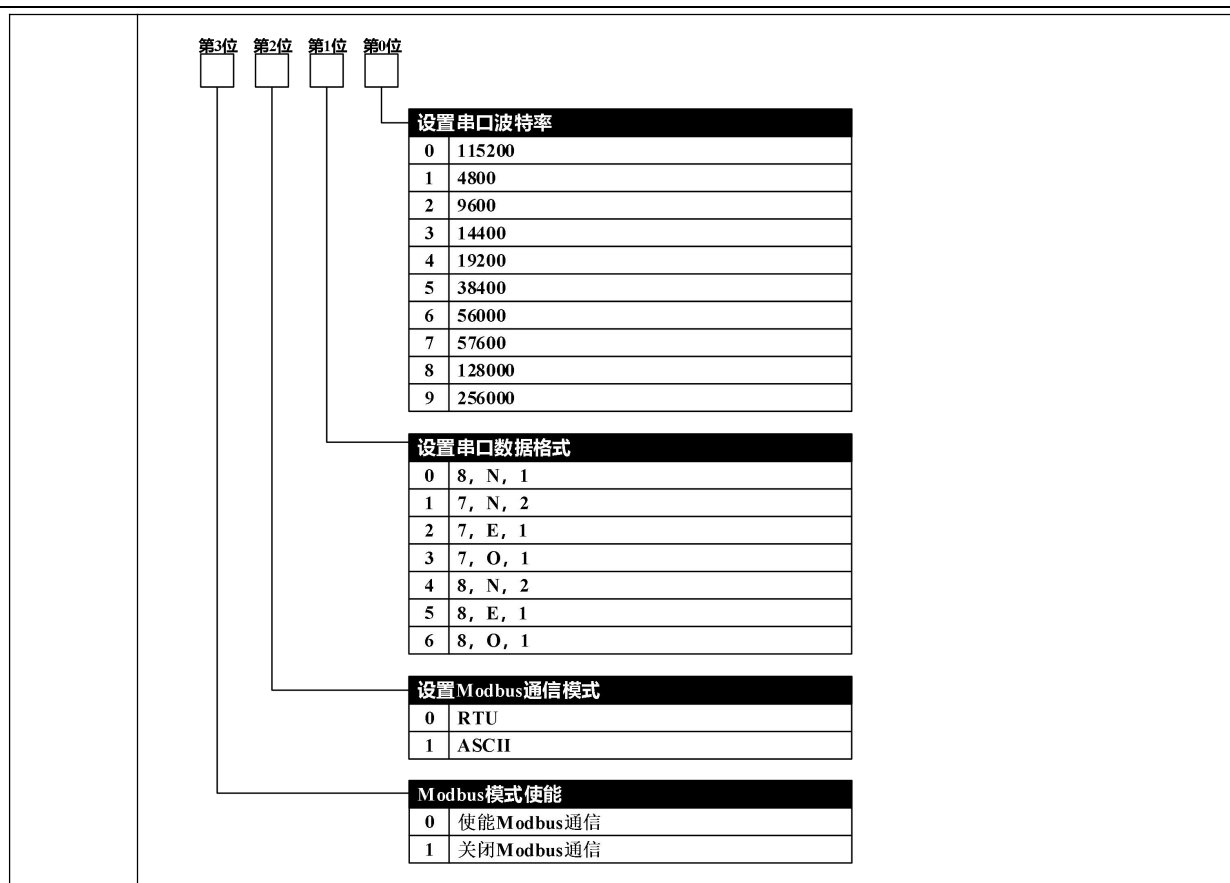 第3位 第2位 第1位 第0位
设置串口波特率
0 115200
1 4800
2 9600
3 14400
4 19200
5 38400
6 56000
7 57600
8 128000
9 256000
设置串口数据格式
0 8，N，1
1 7，N，2
2 7，E，1
3 7，O，1
4 8，N，2
5 8，E，1
6 8，O，1
设置Modbus通信模式
0 RTU
1 ASCII
Modbus模式使能
0 使能Modbus通信
1 关闭Modbus通信